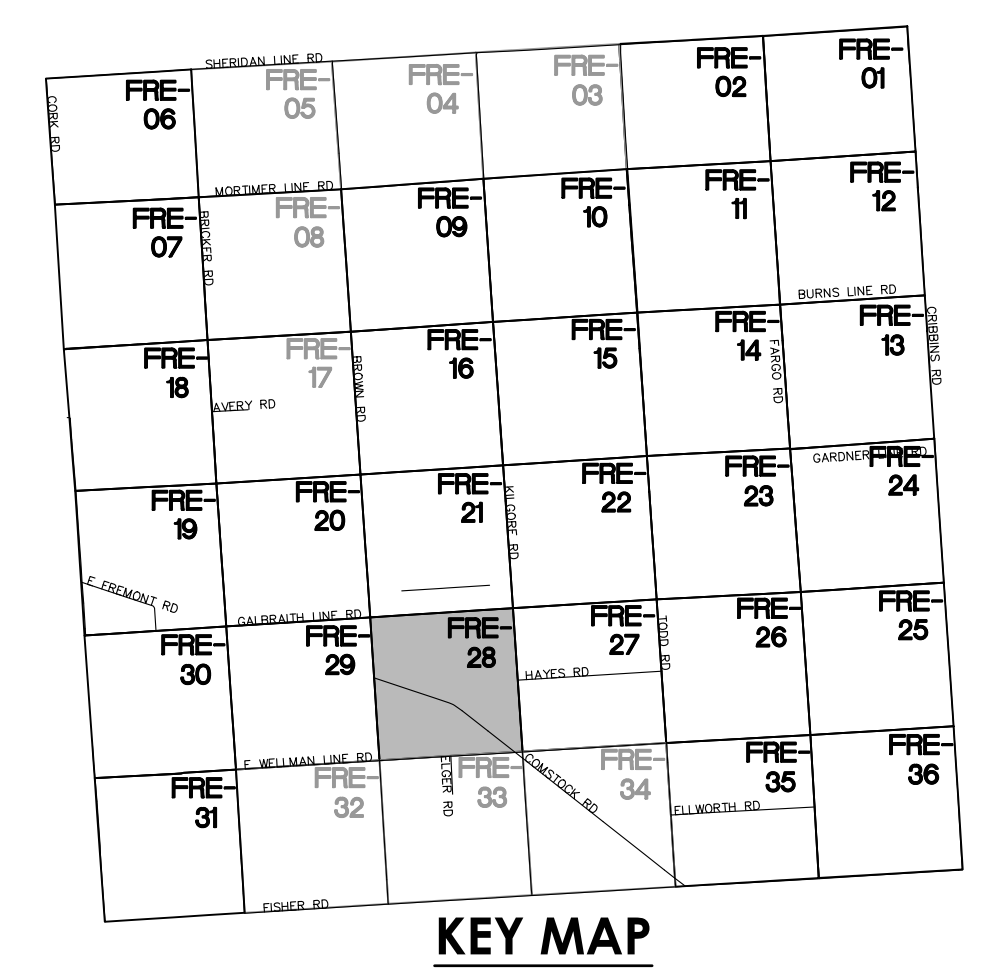 SHERIDAN LINE RD
FRE-
06
FRE-
05
FRE-
04
FRE-
03
FRE-
02
FRE-
01
CORK RD
MORTIMER LINE RD
FRE-
07
BRICKER RD
FRE-
08
FRE-
09
FRE-
10
FRE-
11
FRE-
12
BURNS LINE RD
FRE-
18
FRE-
17
AVERY RD
BROWN RD
FRE-
16
FRE-
15
FRE-
14
FARGO RD
FRE-
13
CRIBBINS RD
FRE-
19
FRE-
20
FRE-
21
KILGORE RD
FRE-
22
FRE-
23
GARDNER LINE RD
FRE-
24
E FREMONT RD
GALBRAITH LINE RD
FRE-
30
FRE-
29
FRE-
28
FRE-
27
TODD RD
FRE-
26
FRE-
25
HAYES RD
E WELLMAN LINE RD
FRE-
31
FRE-
32
ELGER RD
FRE-
33
COMSTOCK RD
FRE-
34
FRE-
35
FRE-
36
ELLWORTH RD
FISHER RD
KEY MAP